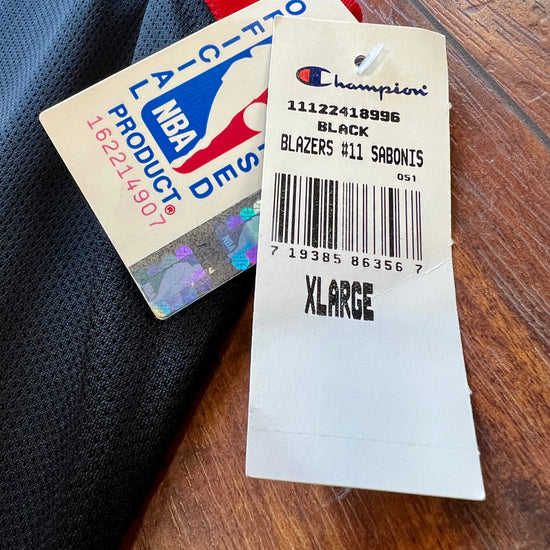 OFFICIAL
LICENSED
NBA
PRODUCT®
162214907
Champion
11122418996
BLACK
BLAZERS #11 SABONIS
051
7 19385 86356 7
XLARGE